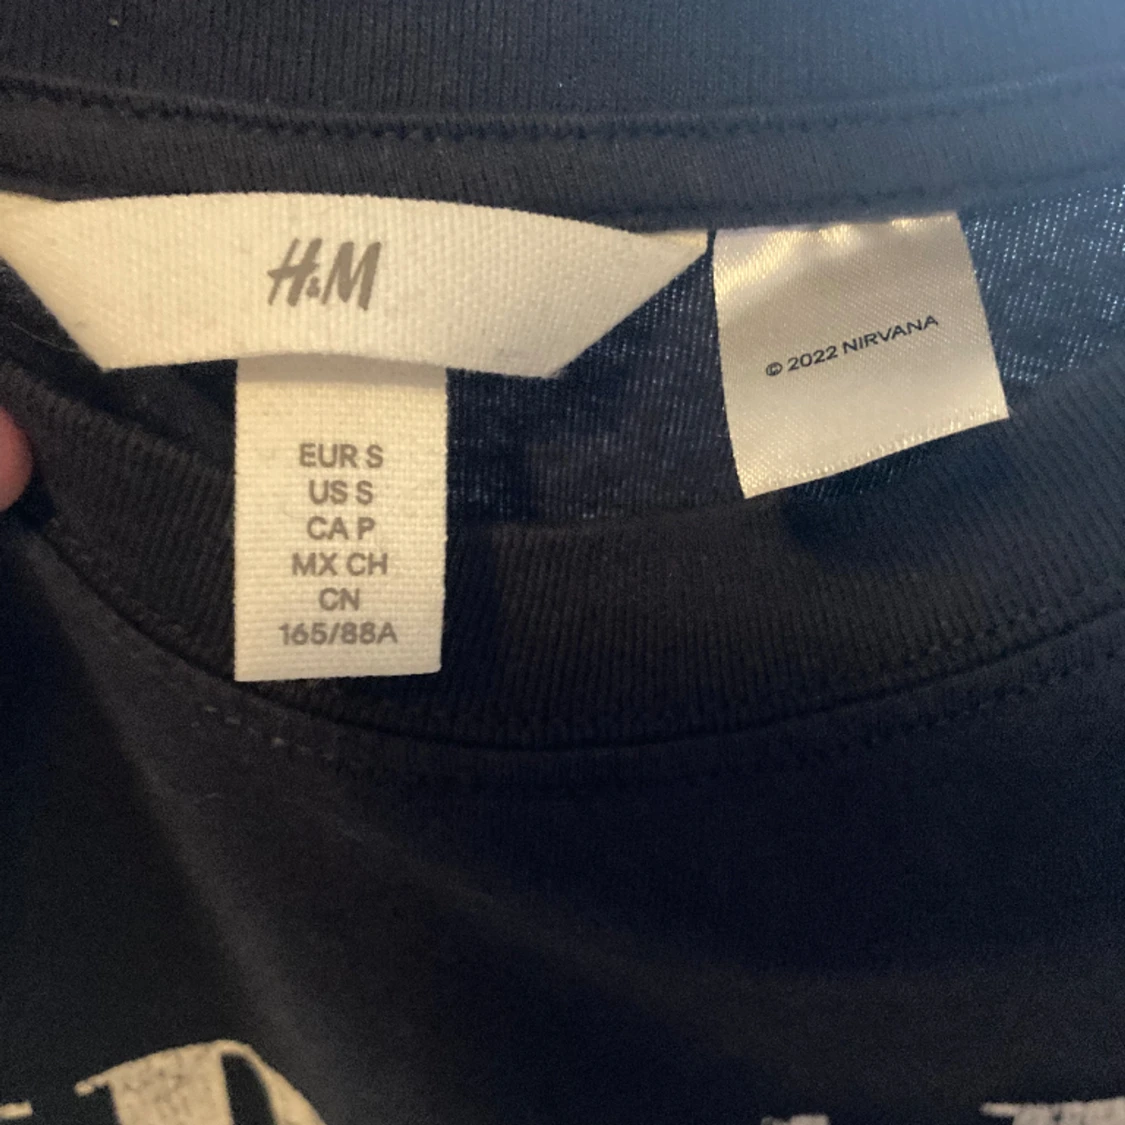 H&M
© 2022 NIRVANA
EUR S
US S
CA P
MX CH
CN
165/88A